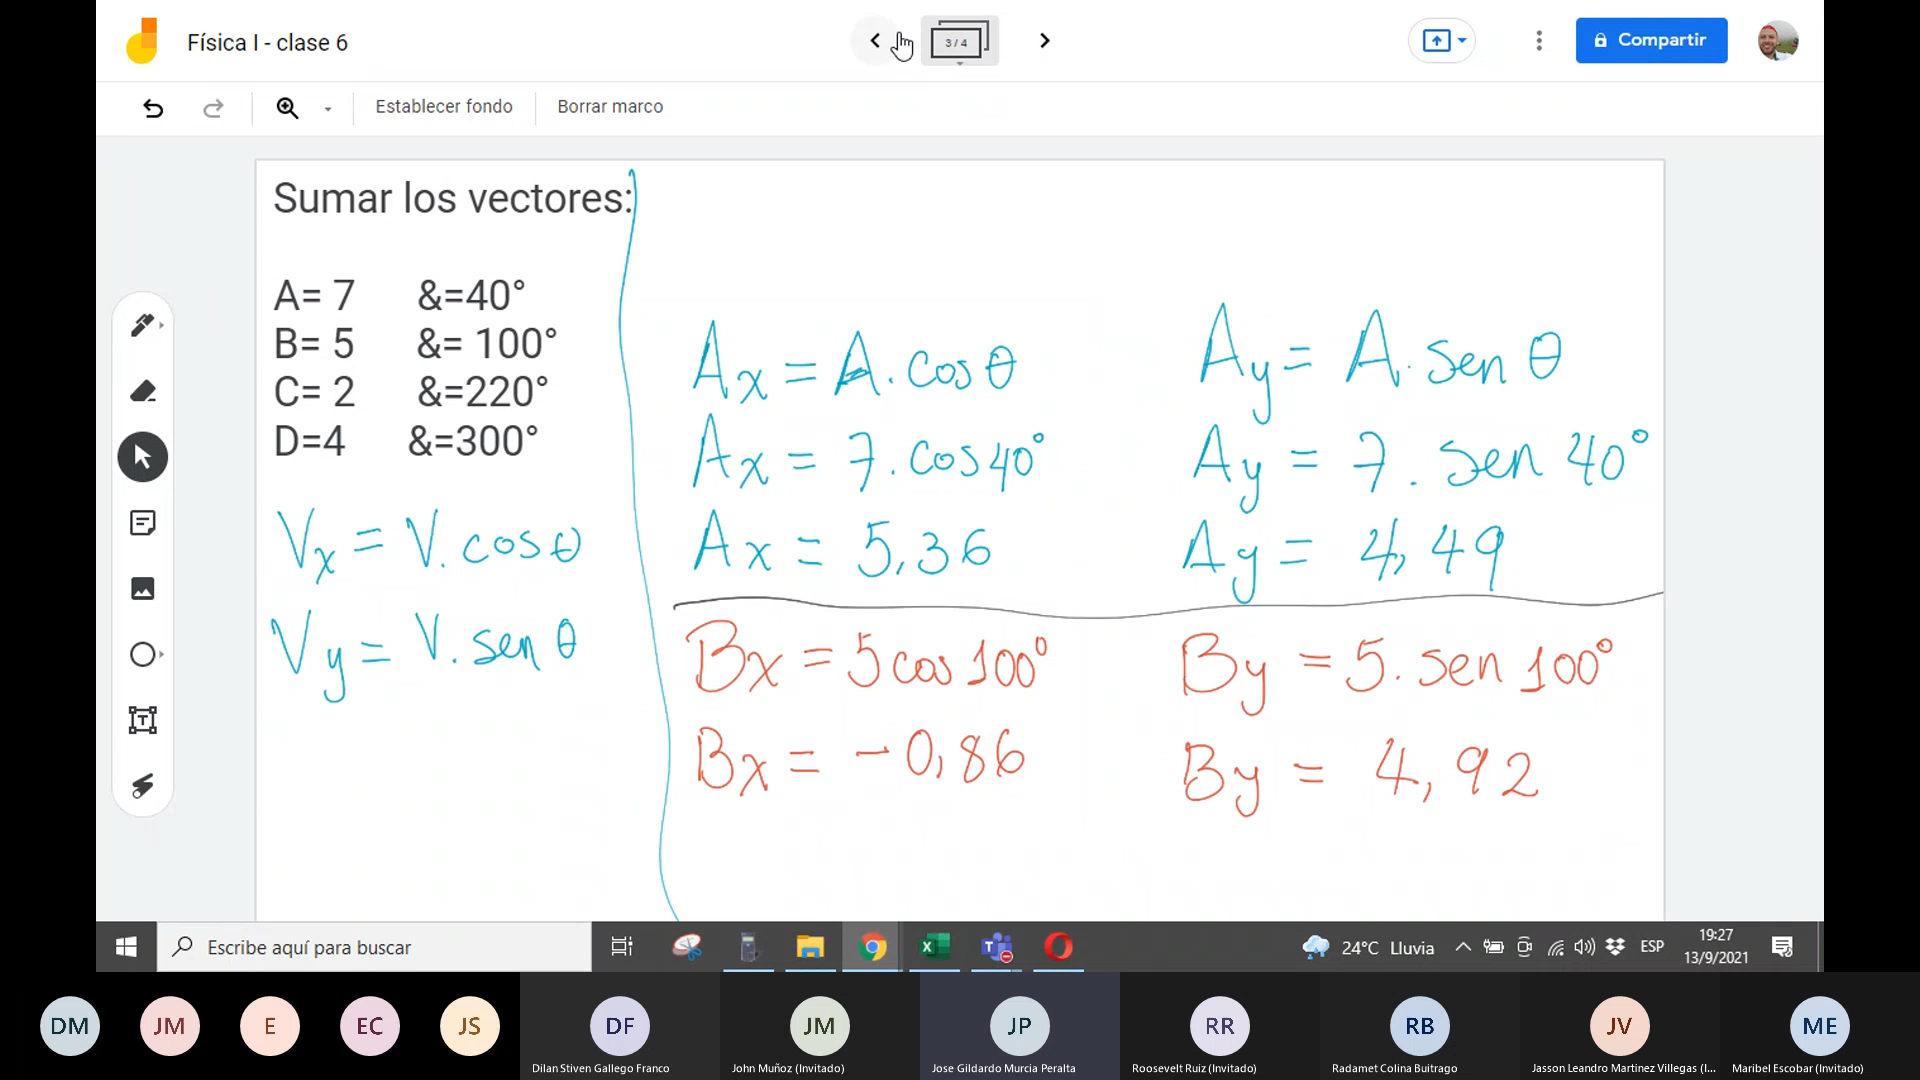 Física I - clase 6
3 / 4
Compartir
Establecer fondo
Borrar marco
Sumar los vectores:
A= 7 &=40°
B= 5 &= 100°
C= 2 &=220°
D=4 &=300°
Vx = V. cos θ
Vy = V. sen θ
Ax = A. cos θ
Ax = 7. cos 40°
Ax = 5,36
Ay = A. sen θ
Ay = 7. sen 40°
Ay = 4,49
Bx = 5 cos 100°
Bx = -0,86
By = 5. sen 100°
By = 4,92
Escribe aquí para buscar
24°C Lluvia
ESP
19:27
13/9/2021
DM
JM
E
EC
JS
DF
JM
JP
RR
RB
JV
ME
Dilan Stiven Gallego Franco
John Muñoz (Invitado)
Jose Gildardo Murcia Peralta
Roosevelt Ruiz (Invitado)
Radamet Colina Buitrago
Jasson Leandro Martinez Villegas (I...
Maribel Escobar (Invitado)